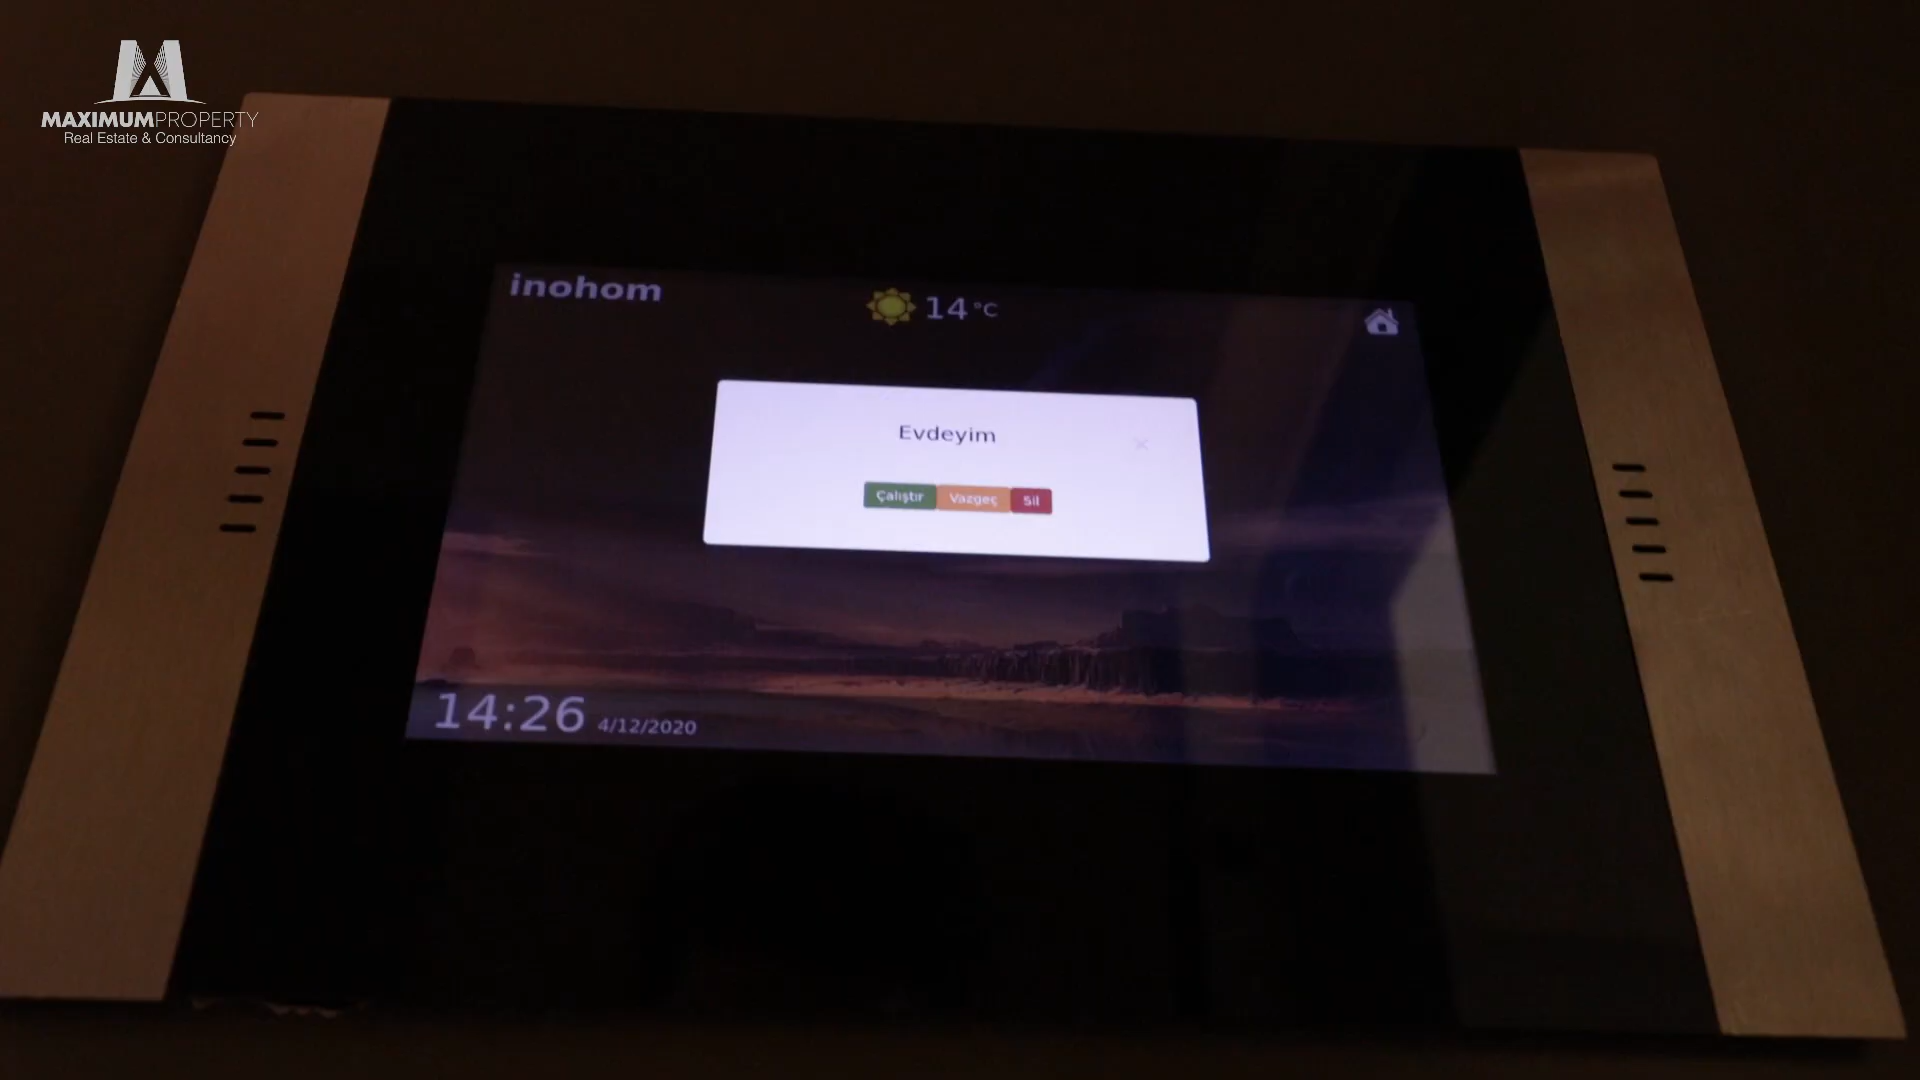 MAXIMUMPROPERTY
Real Estate & Consultancy
inohom
14°C
Evdeyim
Çalıştır Vazgeç Sil
14:26 4/12/2020